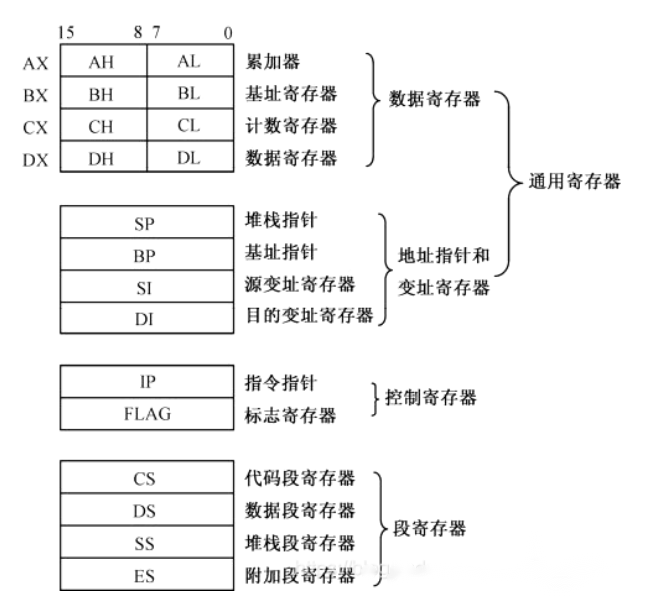 15 8 7 0
AX AH AL 累加器
BX BH BL 基址寄存器
CX CH CL 计数寄存器
DX DH DL 数据寄存器
数据寄存器
通用寄存器
SP 堆栈指针
BP 基址指针
SI 源变址寄存器
DI 目的变址寄存器
地址指针和
变址寄存器
IP 指令指针
FLAG 标志寄存器
控制寄存器
CS 代码段寄存器
DS 数据段寄存器
SS 堆栈段寄存器
ES 附加段寄存器
段寄存器